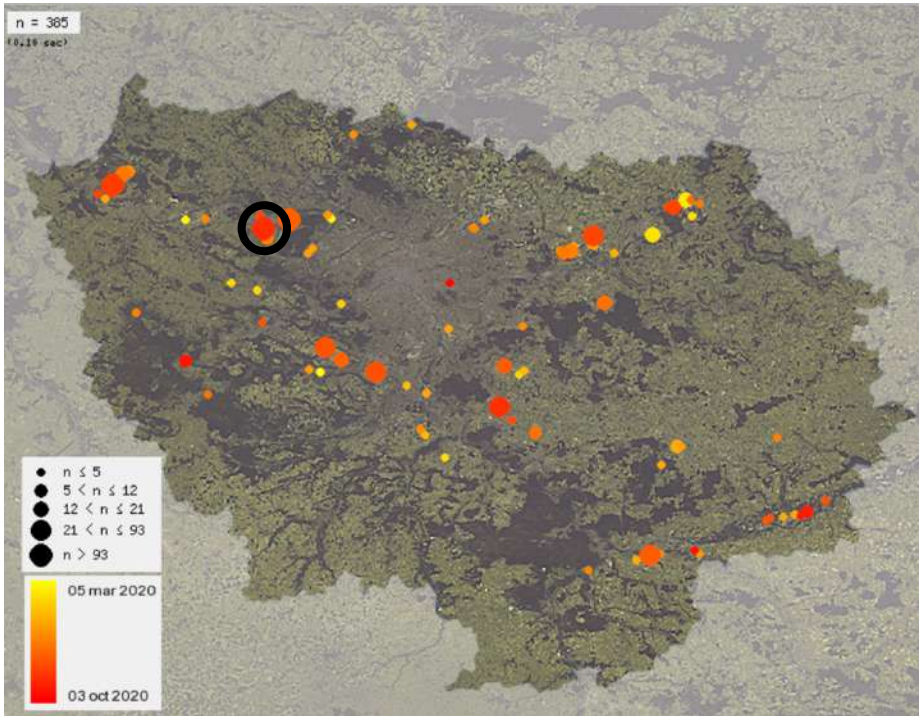 n = 385
(0.10 sec)
n ≤ 5
5 < n ≤ 12
12 < n ≤ 21
21 < n ≤ 93
n > 93
05 mar 2020
03 oct 2020